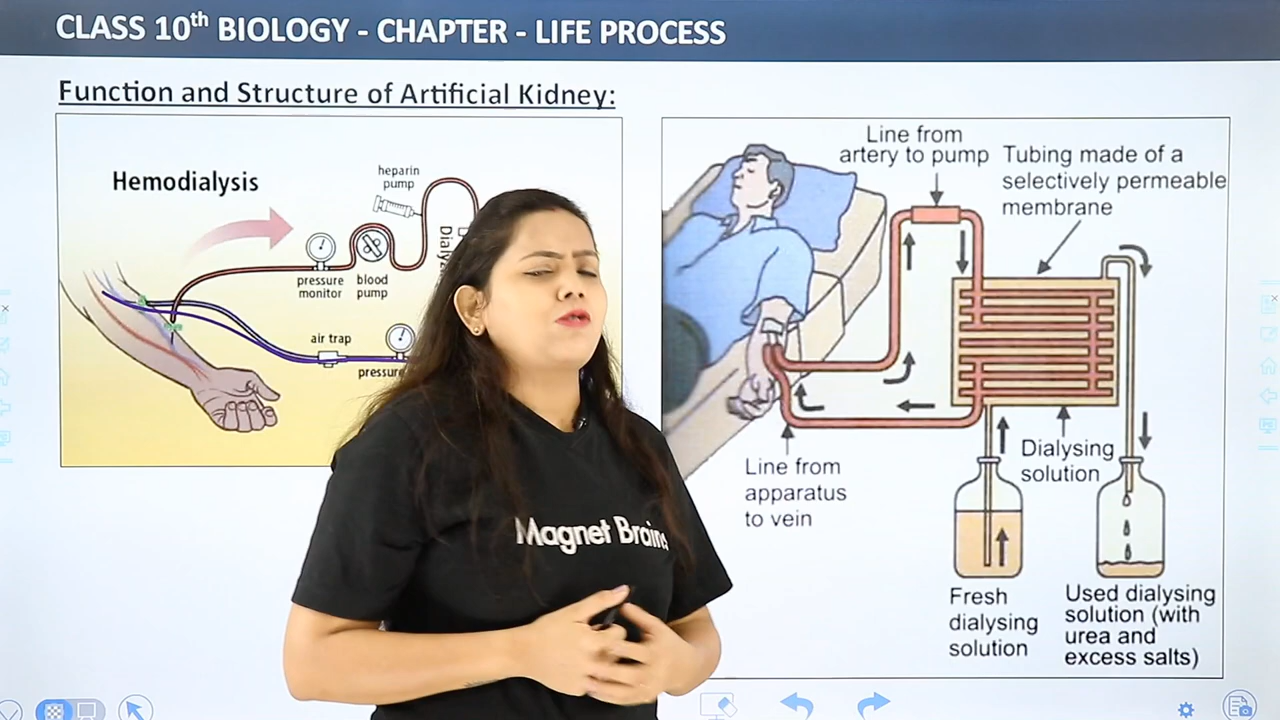 CLASS 10th BIOLOGY - CHAPTER - LIFE PROCESS
Function and Structure of Artificial Kidney:
Hemodialysis
heparin
pump
pressure
monitor
blood
pump
air trap
pressure
Line from
artery to pump
Tubing made of a
selectively permeable
membrane
Line from
apparatus
to vein
Dialysing
solution
Fresh
dialysing
solution
Used dialysing
solution (with
urea and
excess salts)
Magnet Brains